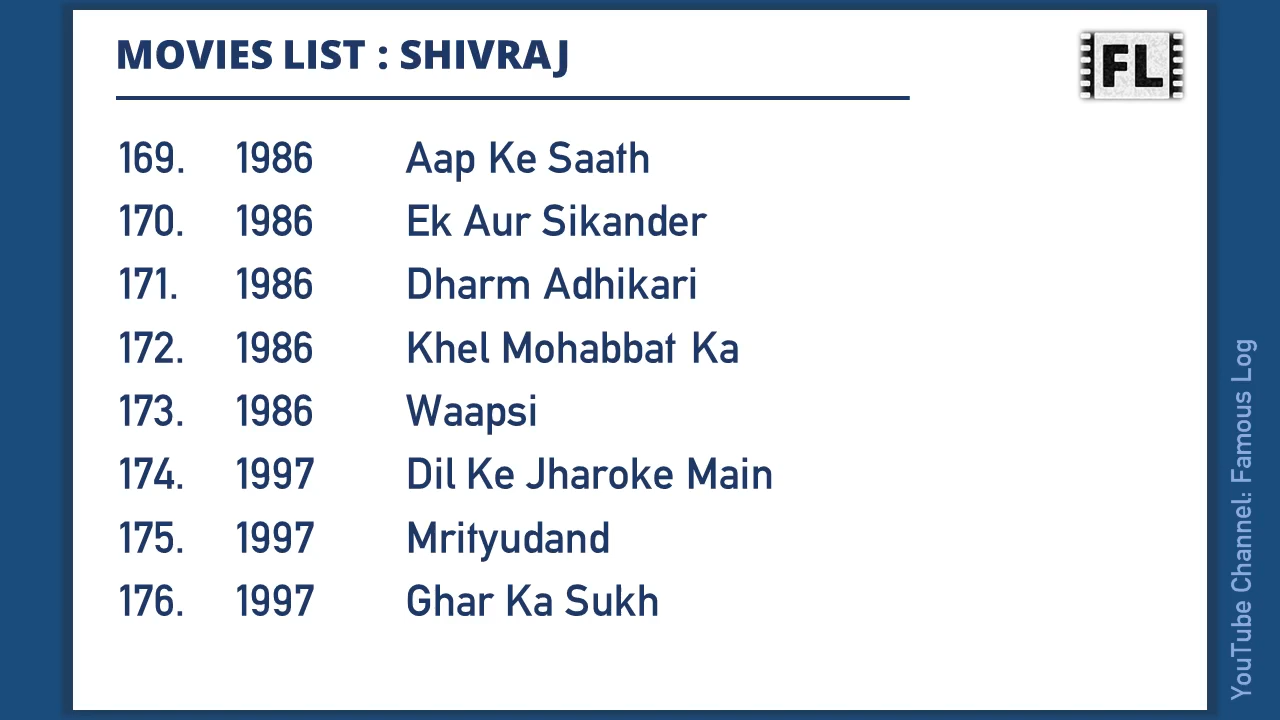 MOVIES LIST : SHIVRAJ
FL
169. 1986 Aap Ke Saath
170. 1986 Ek Aur Sikander
171. 1986 Dharm Adhikari
172. 1986 Khel Mohabbat Ka
173. 1986 Waapsi
174. 1997 Dil Ke Jharoke Main
175. 1997 Mrityudand
176. 1997 Ghar Ka Sukh
YouTube Channel: Famous Log